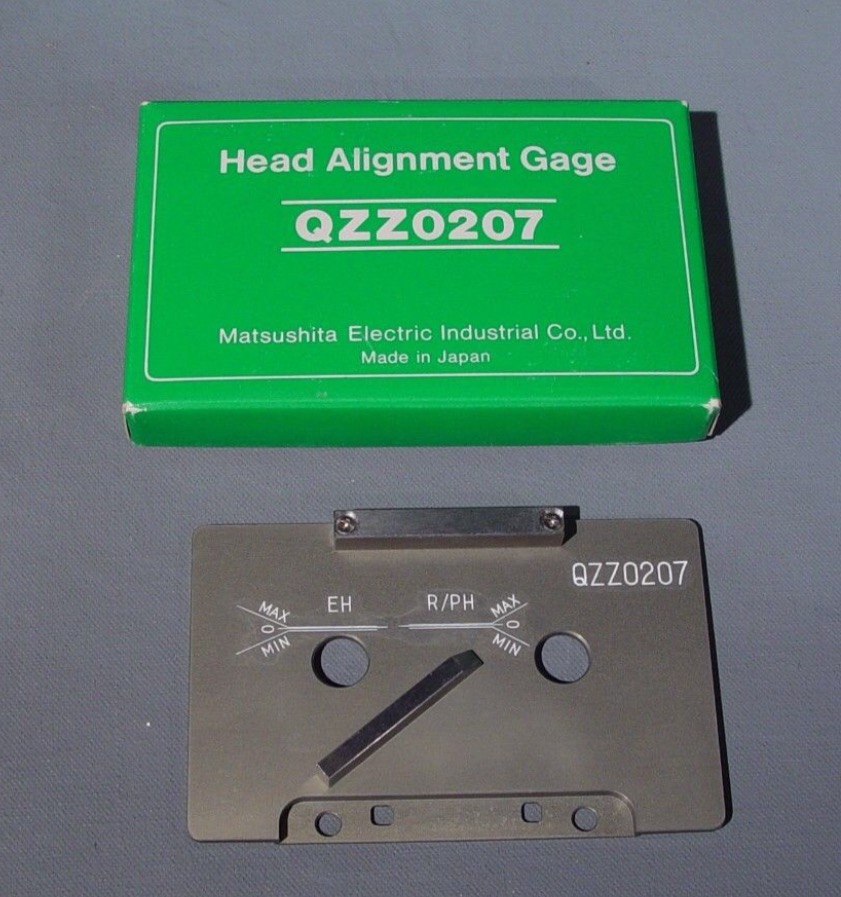 Head Alignment Gage
QZZ0207
Matsushita Electric Industrial Co., Ltd.
Made in Japan
QZZ0207
MAX EH R/PH MAX
0 0
MIN MIN